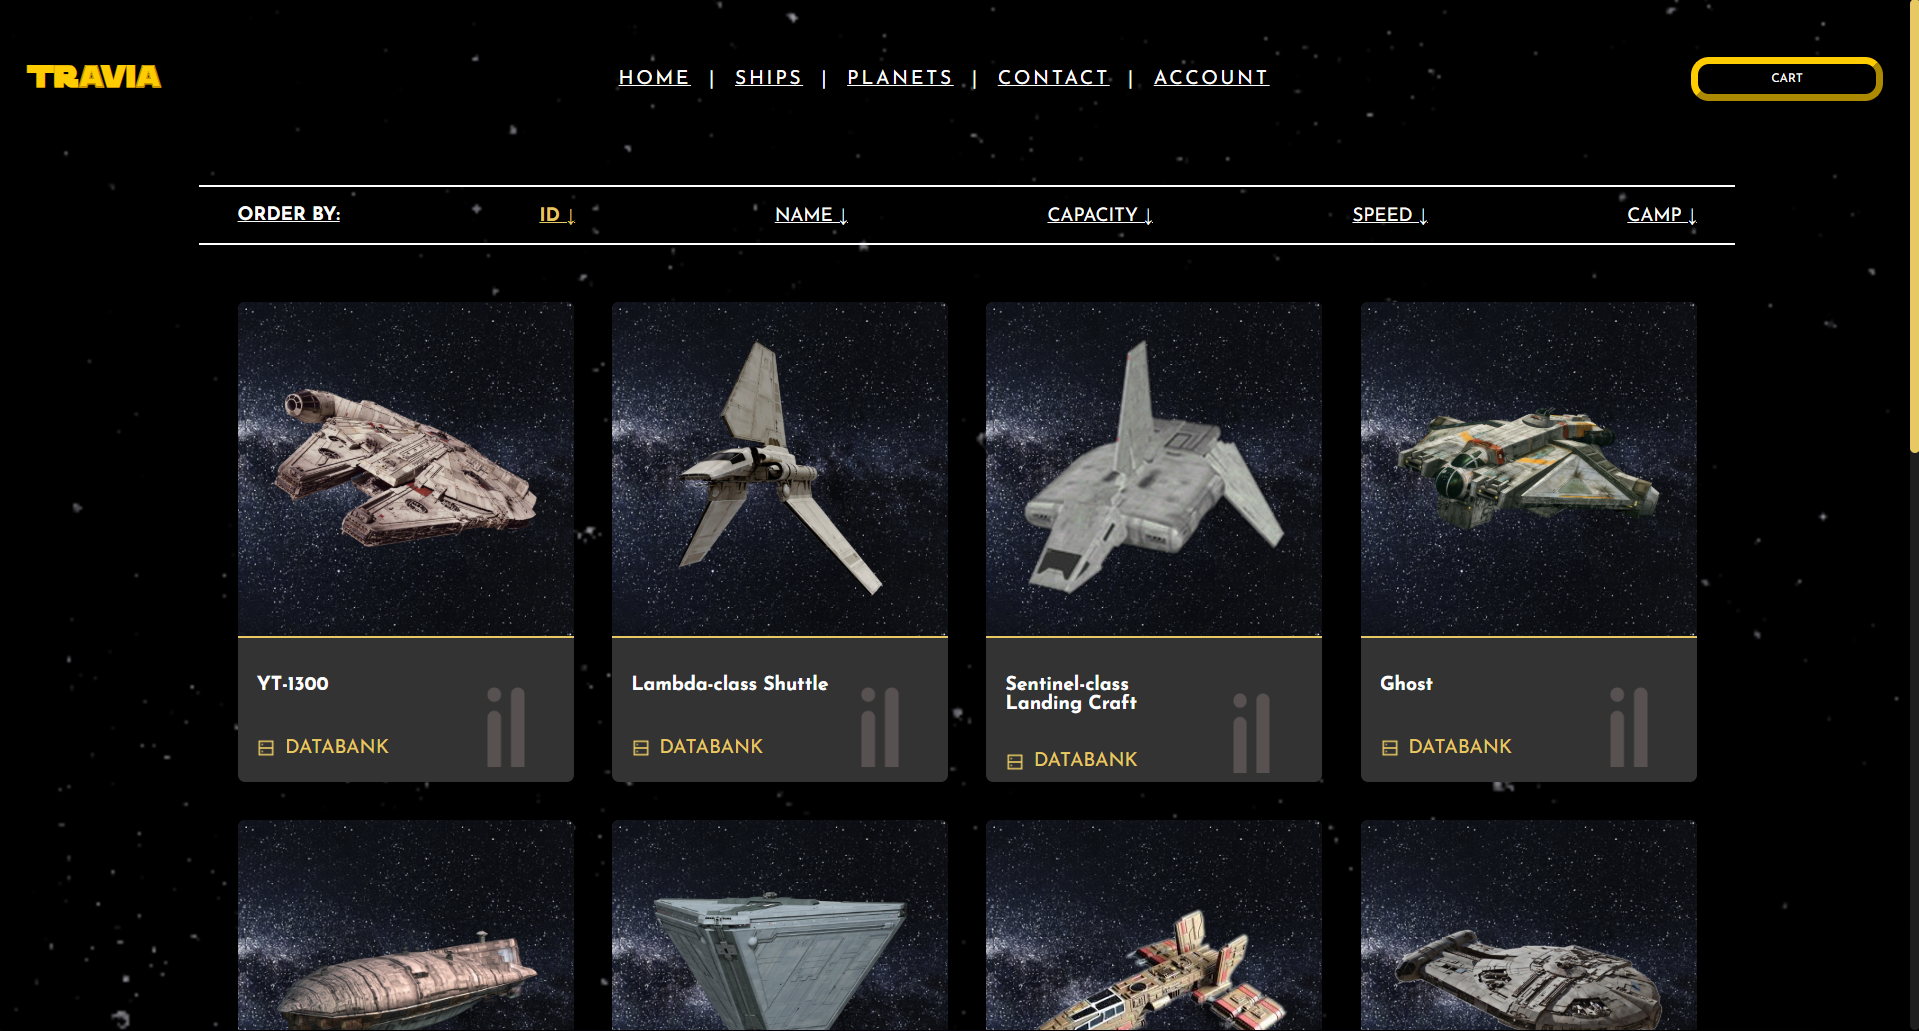 TRAVIA
HOME | SHIPS | PLANETS | CONTACT | ACCOUNT
CART
ORDER BY: ID ↓ NAME ↓ CAPACITY ↓ SPEED ↓ CAMP ↓
YT-1300
DATABANK
Lambda-class Shuttle
DATABANK
Sentinel-class
Landing Craft
DATABANK
Ghost
DATABANK